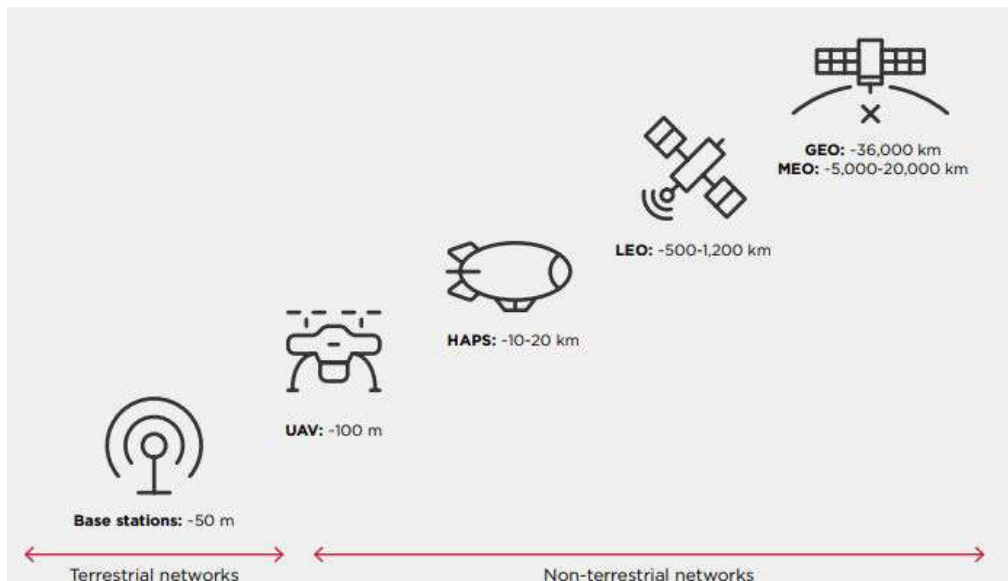 GEO: ~36,000 km
MEO: ~5,000-20,000 km
LEO: ~500-1,200 km
HAPS: ~10-20 km
UAV: ~100 m
Base stations: ~50 m
Terrestrial networks
Non-terrestrial networks